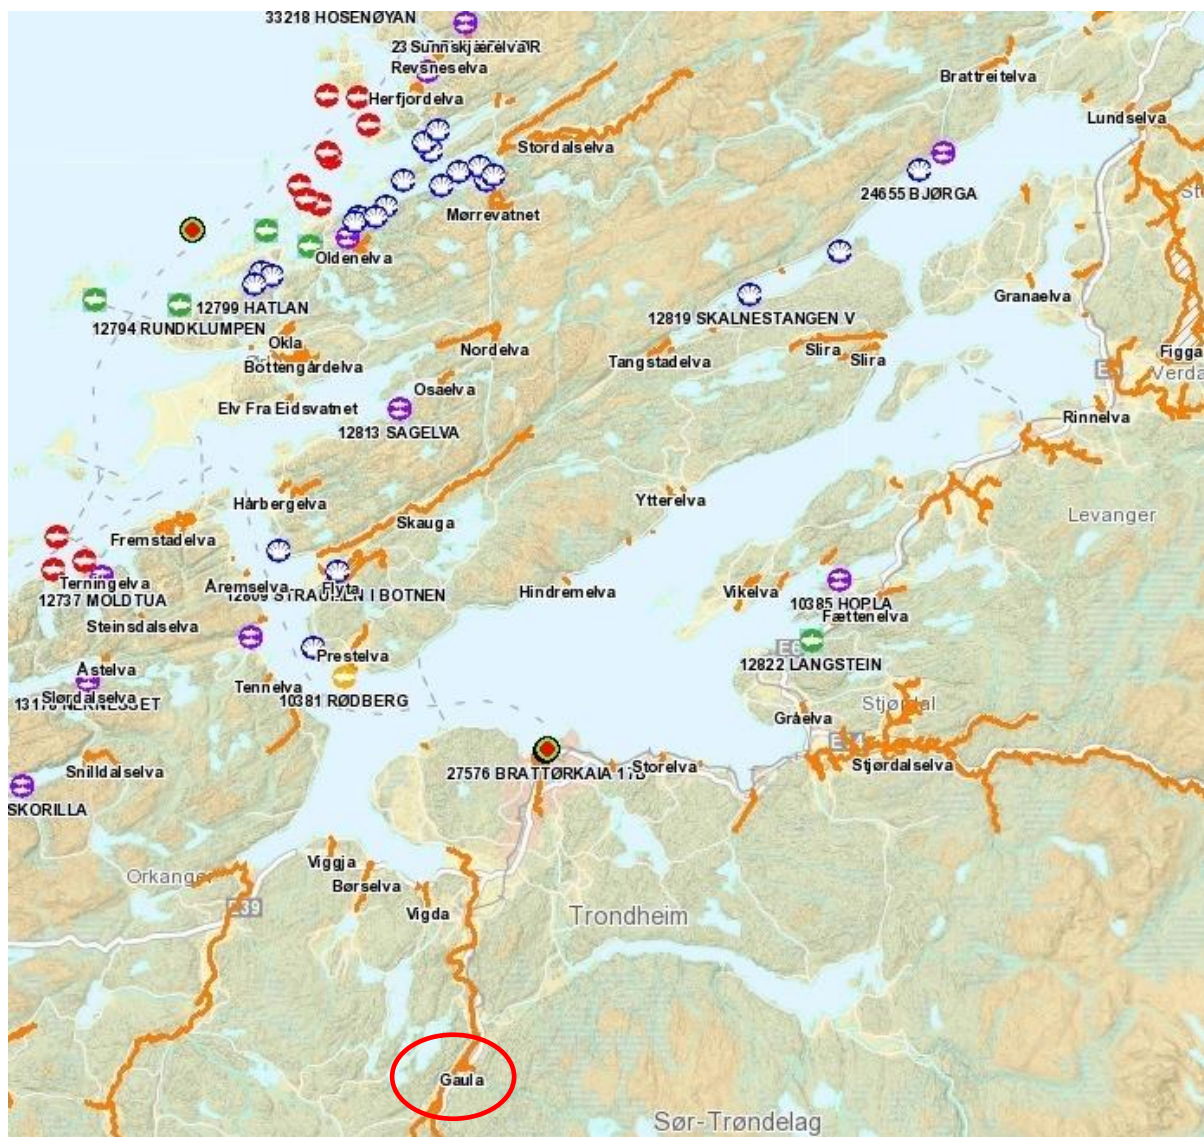 33218 HOSENØYAN
Revsneselva
Brattreitelva
Herfjordelva
Lundselva
Stordalselva
24655 BJØRGA
Mørrevatnet
Oldenelva
Granaelva
12799 HATLAN
12819 SKALNESTANGEN V
12794 RUNDKLUMPEN
Okla
Nordelva
Slira
Slira
Figga
Tangstadelva
Bottengårdelva
Verda
Osaelva
Elv Fra Eidsvatnet
Rinnelva
12813 SAGELVA
Ytterelva
Hårbergelva
Levanger
Skauga
Fremstadelva
Terningelva
Åremselva
Flyta
Hindremelva
Vikelva
12737 MOLDTUA
10385 HOPLA
Fættenelva
Steinsdalselva
Prestelva
12822 LANGSTEIN
Åstelva
Tennelva
Slørdalselva
10381 RØDBERG
Stjørdal
Gråelva
Storelva
Stjørdalselva
Snilldalselva
27576 BRATTØRKAIA 17B
SKORILLA
Viggja
Orkanger
Børselva
E39
Vigda
Trondheim
Gaula
Sør-Trøndelag